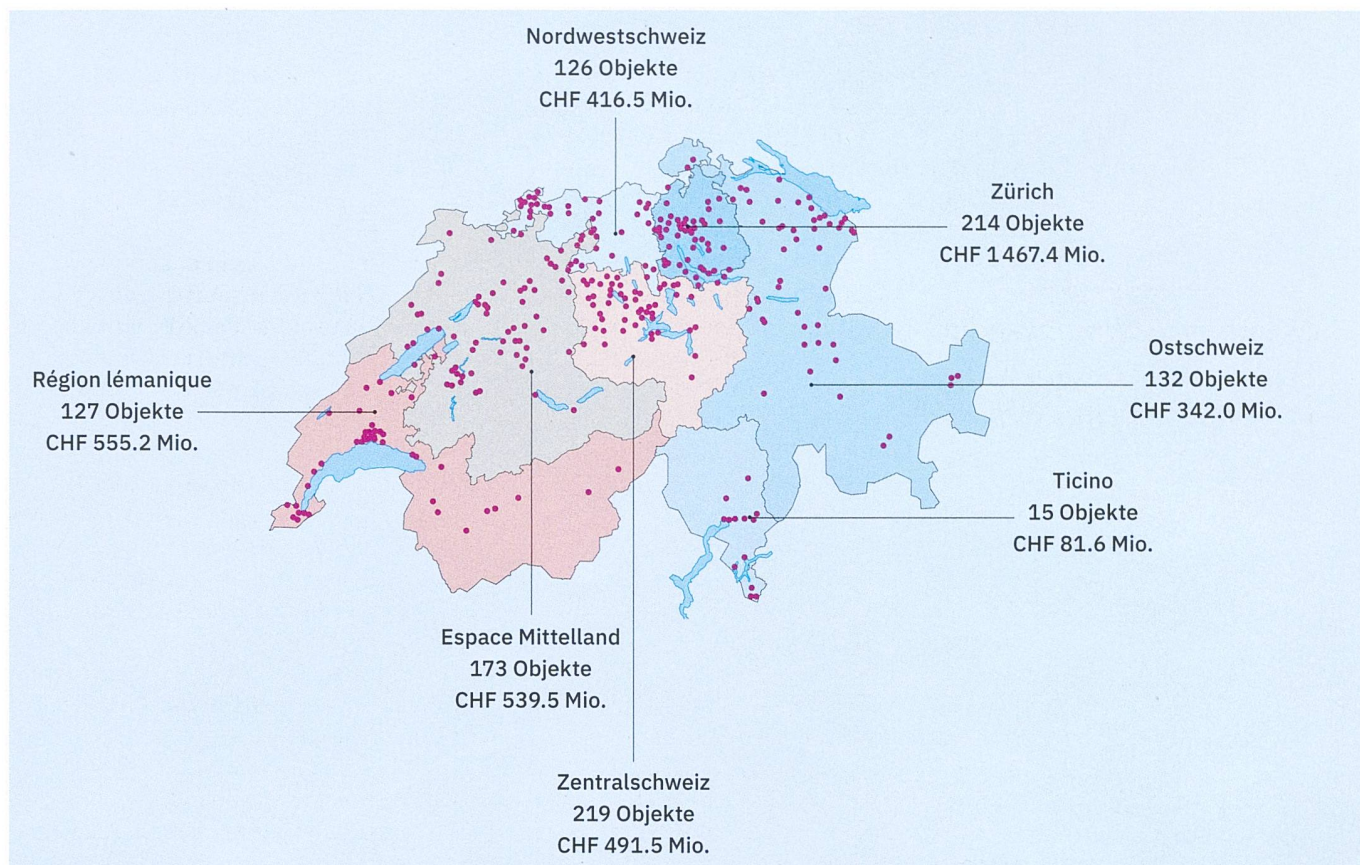 Nordwestschweiz
126 Objekte
CHF 416.5 Mio.
Zürich
214 Objekte
CHF 1467.4 Mio.
Ostschweiz
132 Objekte
CHF 342.0 Mio.
Région lémanique
127 Objekte
CHF 555.2 Mio.
Ticino
15 Objekte
CHF 81.6 Mio.
Espace Mittelland
173 Objekte
CHF 539.5 Mio.
Zentralschweiz
219 Objekte
CHF 491.5 Mio.